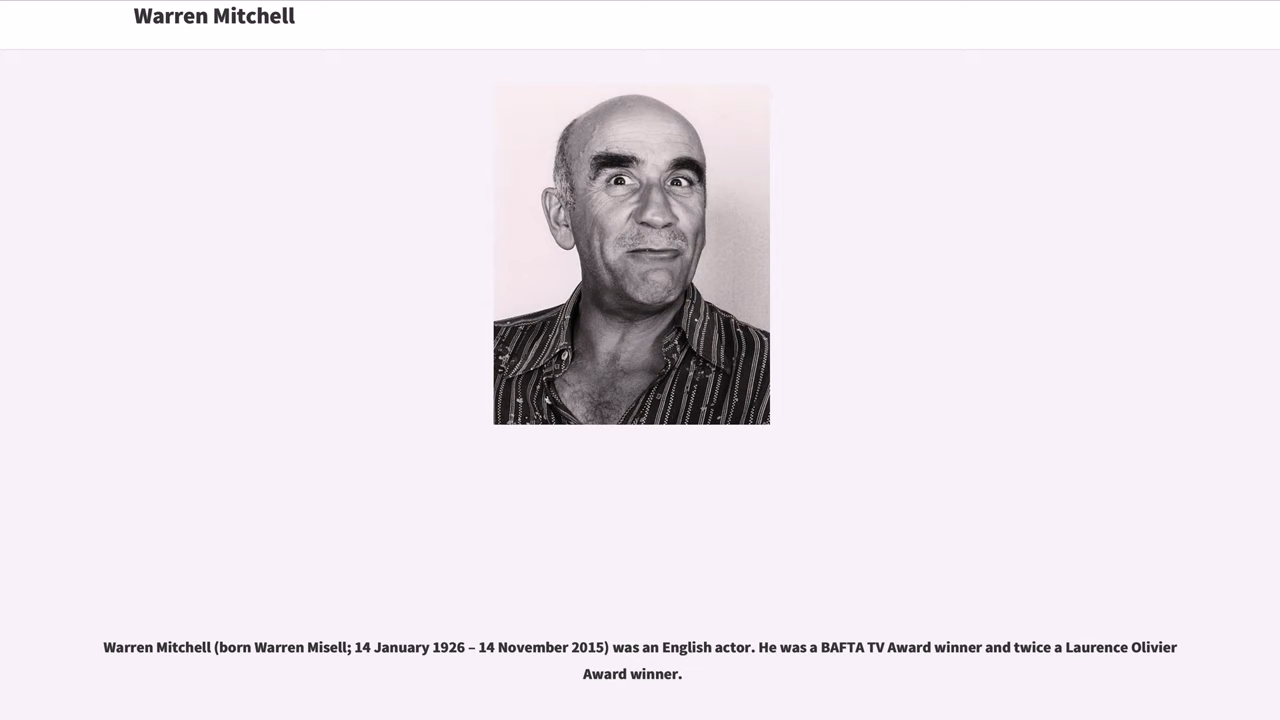 Warren Mitchell
Warren Mitchell (born Warren Misell; 14 January 1926 – 14 November 2015) was an English actor. He was a BAFTA TV Award winner and twice a Laurence Olivier
Award winner.